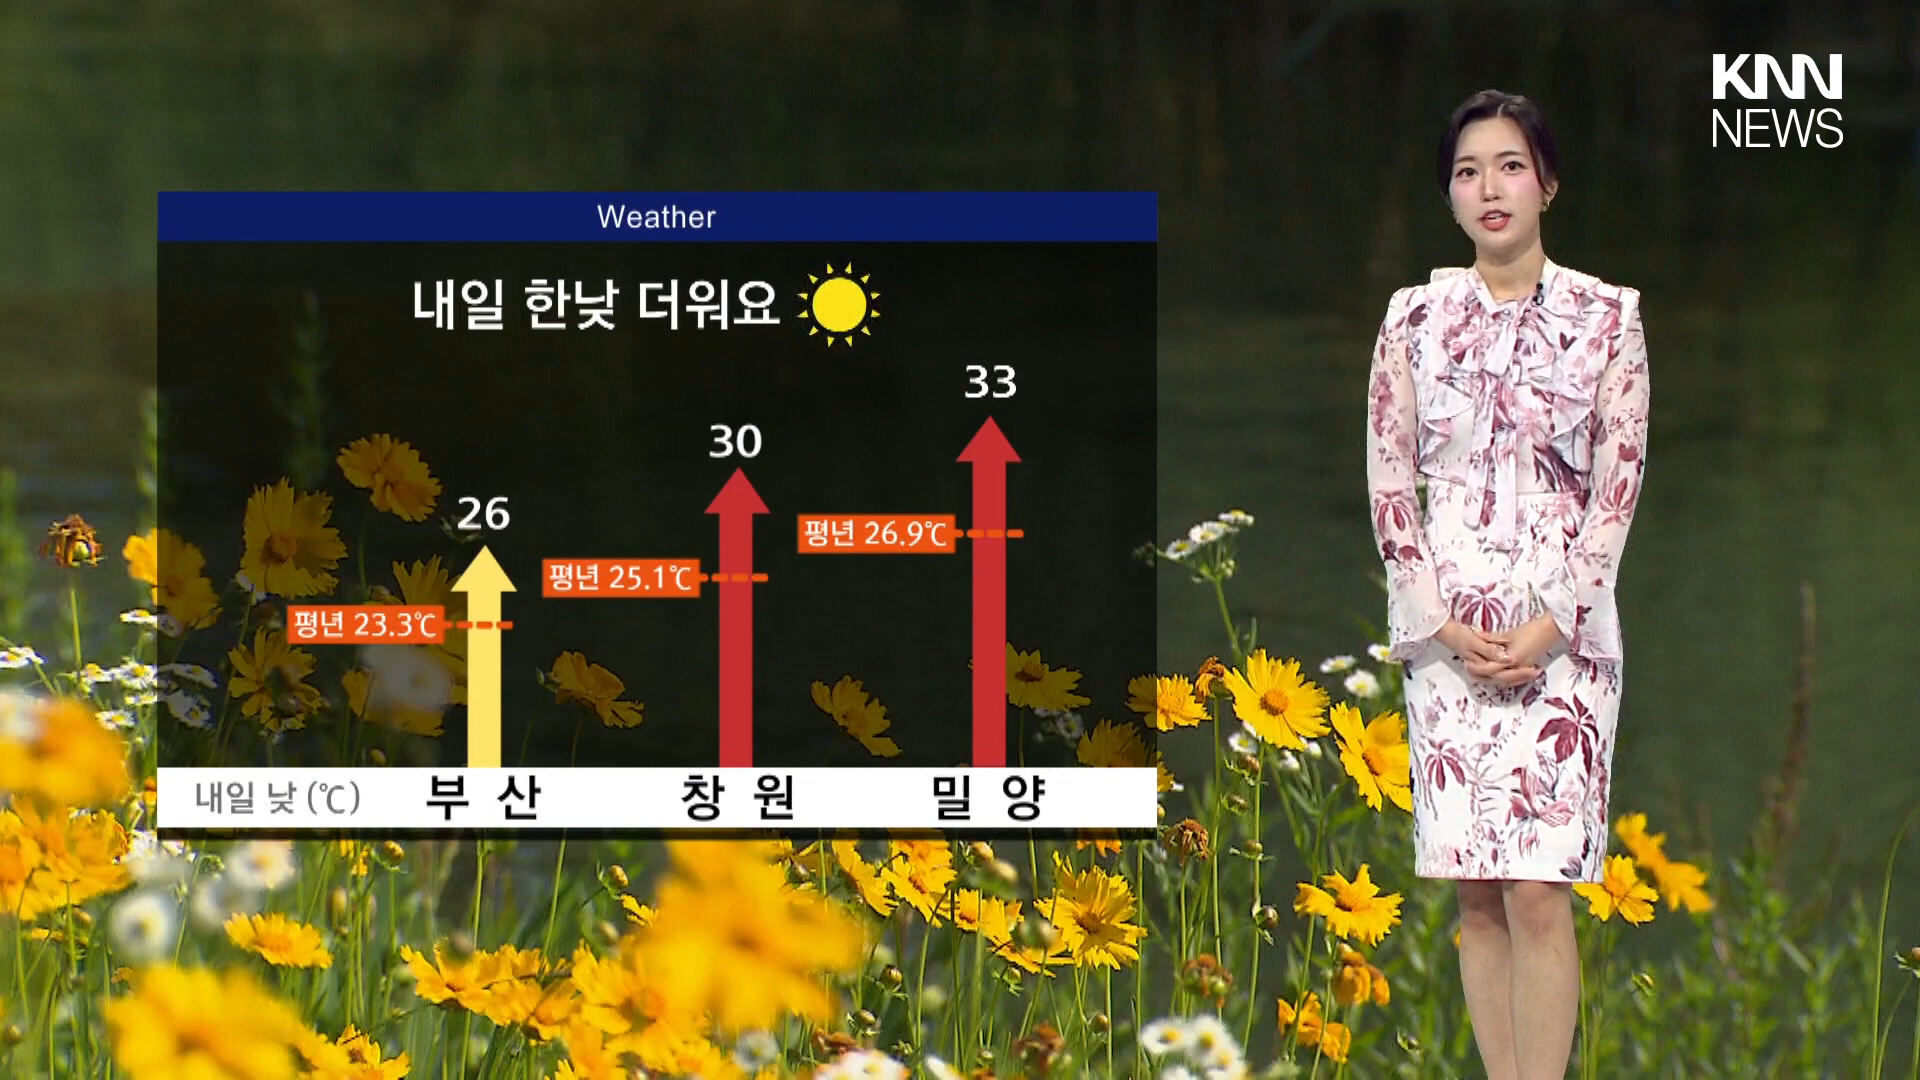 KNN
NEWS
Weather
내일 한낮 더워요
33
30
26
평년 26.9℃
평년 25.1℃
평년 23.3℃
내일 낮 (℃) 부산 창원 밀양